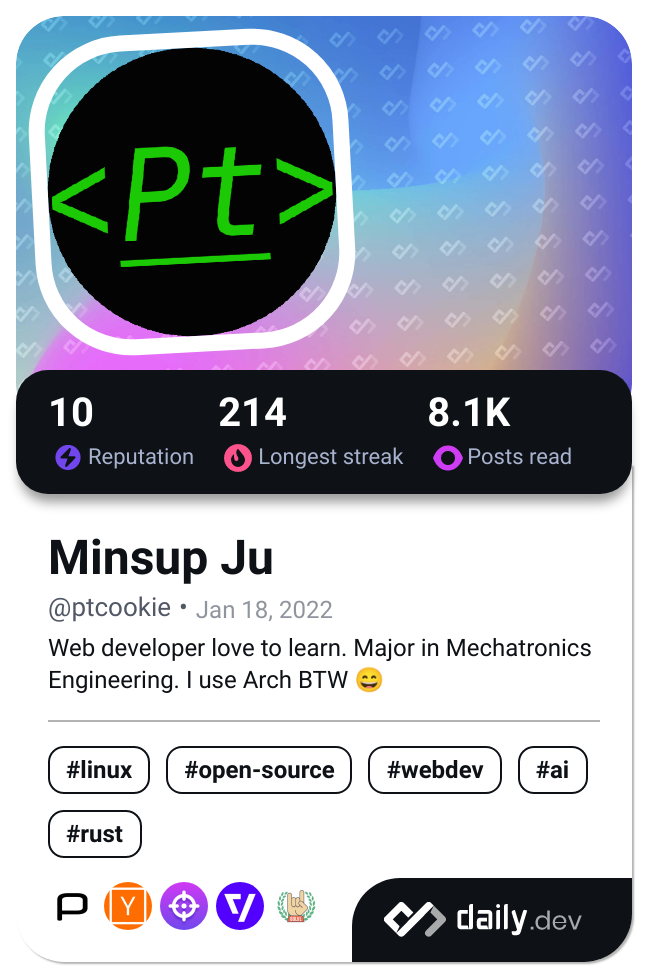 <Pt>
10
214
8.1K
Reputation
Longest streak
Posts read
Minsup Ju
@ptcookie • Jan 18, 2022
Web developer love to learn. Major in Mechatronics
Engineering. I use Arch BTW 😄
#linux
#open-source
#webdev
#ai
#rust
Y
daily.dev